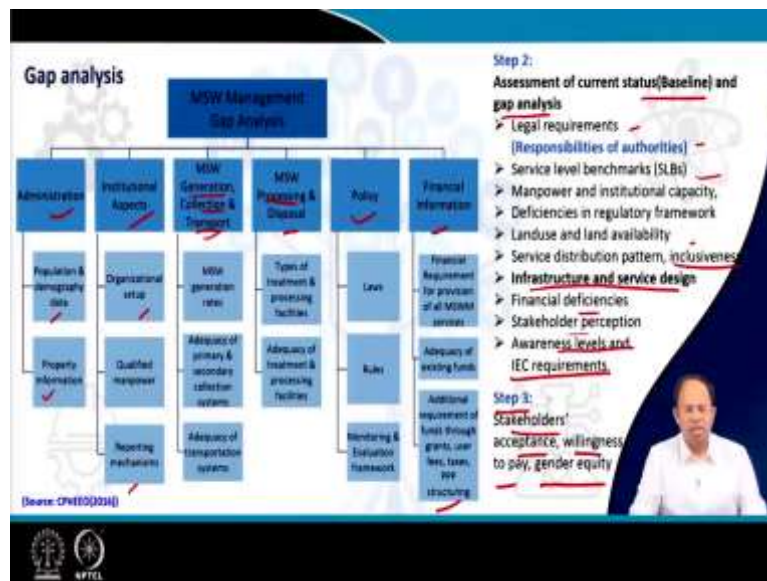 Gap analysis
MSW Management
Gap Analysis
Administration
Population &
demography
data
Property
information
Institutional
Aspects
Organizational
setup
Qualified
manpower
Reporting
mechanisms
MSW
Generation,
Collection &
Transport
MSW
generation
rates
Adequacy of
primary &
secondary
collection
systems
Adequacy of
transportation
systems
MSW
Processing &
Disposal
Types of
treatment &
processing
facilities
Adequacy of
treatment &
processing
facilities
Policy
Laws
Rules
Monitoring &
Evaluation
framework
Financial
Information
Financial
Requirement
for provision
of all MSWM
services
Adequacy of
existing funds
Additional
requirement of
funds through
grants, user
fees, taxes,
PPP
structuring
(Source: CPHEEO(2016))
Step 2:
Assessment of current status(Baseline) and
gap analysis
➤ Legal requirements
(Responsibilities of authorities)
➤ Service level benchmarks (SLBs)
➤ Manpower and institutional capacity,
➤ Deficiencies in regulatory framework
➤ Landuse and land availability
➤ Service distribution pattern, inclusiveness
➤ Infrastructure and service design
➤ Financial deficiencies
➤ Stakeholder perception
➤ Awareness levels and
IEC requirements
Step 3:
Stakeholders'
acceptance, willingness
to pay, gender equity
NPTEL